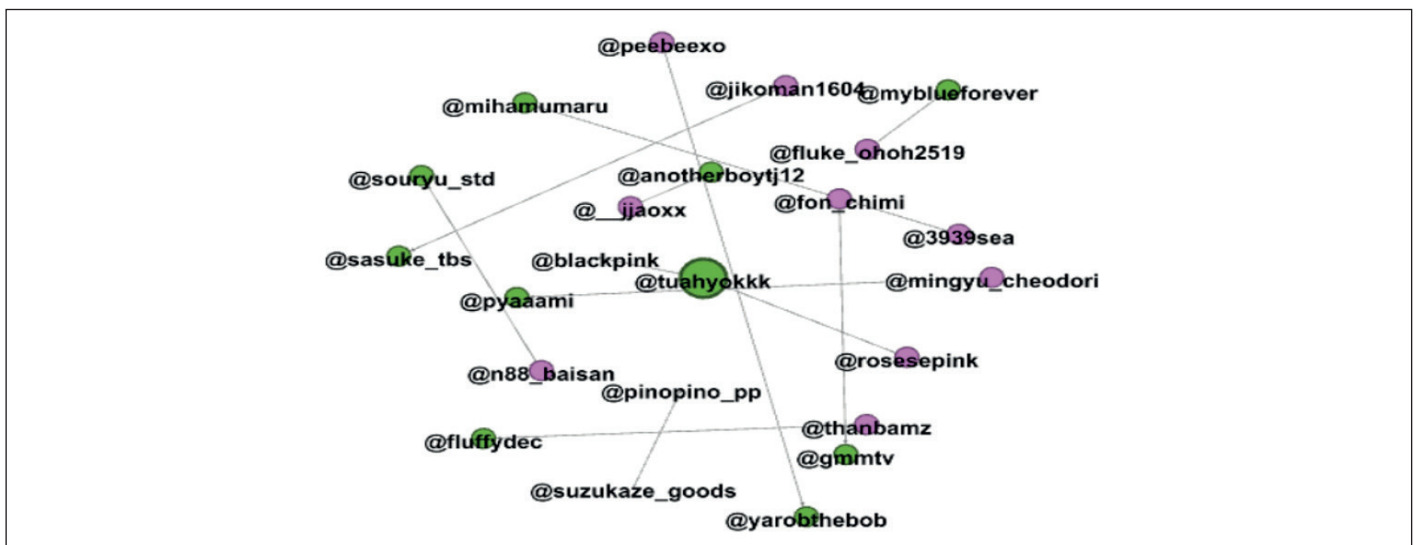 @peebeexo
@jikoman1604
@myblueforever
@mihamumaru
@fluke_ohoh2519
@anotherboytj12
@souryu_std
@fon_chimi
@__jjaoxx
@3939sea
@sasuke_tbs
@blackpink
@tuahyokkk
@mingyu_cheodori
@pyaaami
@rosesepink
@n88_baisan
@pinopino_pp
@thanbamz
@fluffydec
@gmmtv
@suzukaze_goods
@yarobthebob